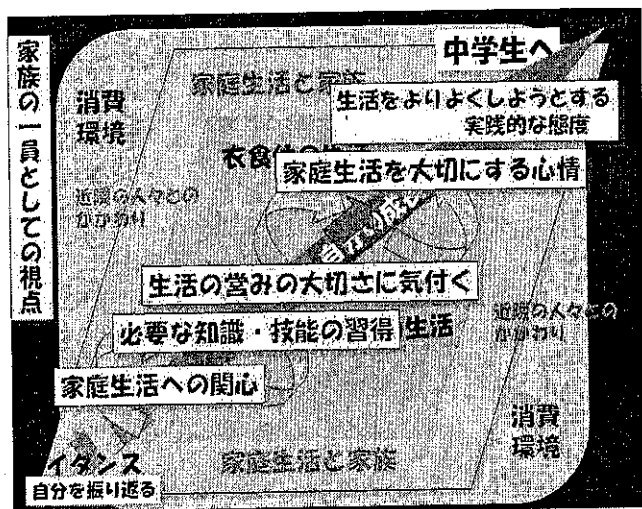 家族の一員としての視点
中学生へ
家庭生活と家族
消費
環境
生活をよりよくしようとする
実践的な態度
衣食住の
家庭生活を大切にする心情
近隣の人々との
かかわり
生活の営みの大切さに気付く
近隣の人々との
かかわり
必要な知識・技能の習得 生活
家庭生活への関心
消費
環境
イダンス
家庭生活と家族
自分を振り返る